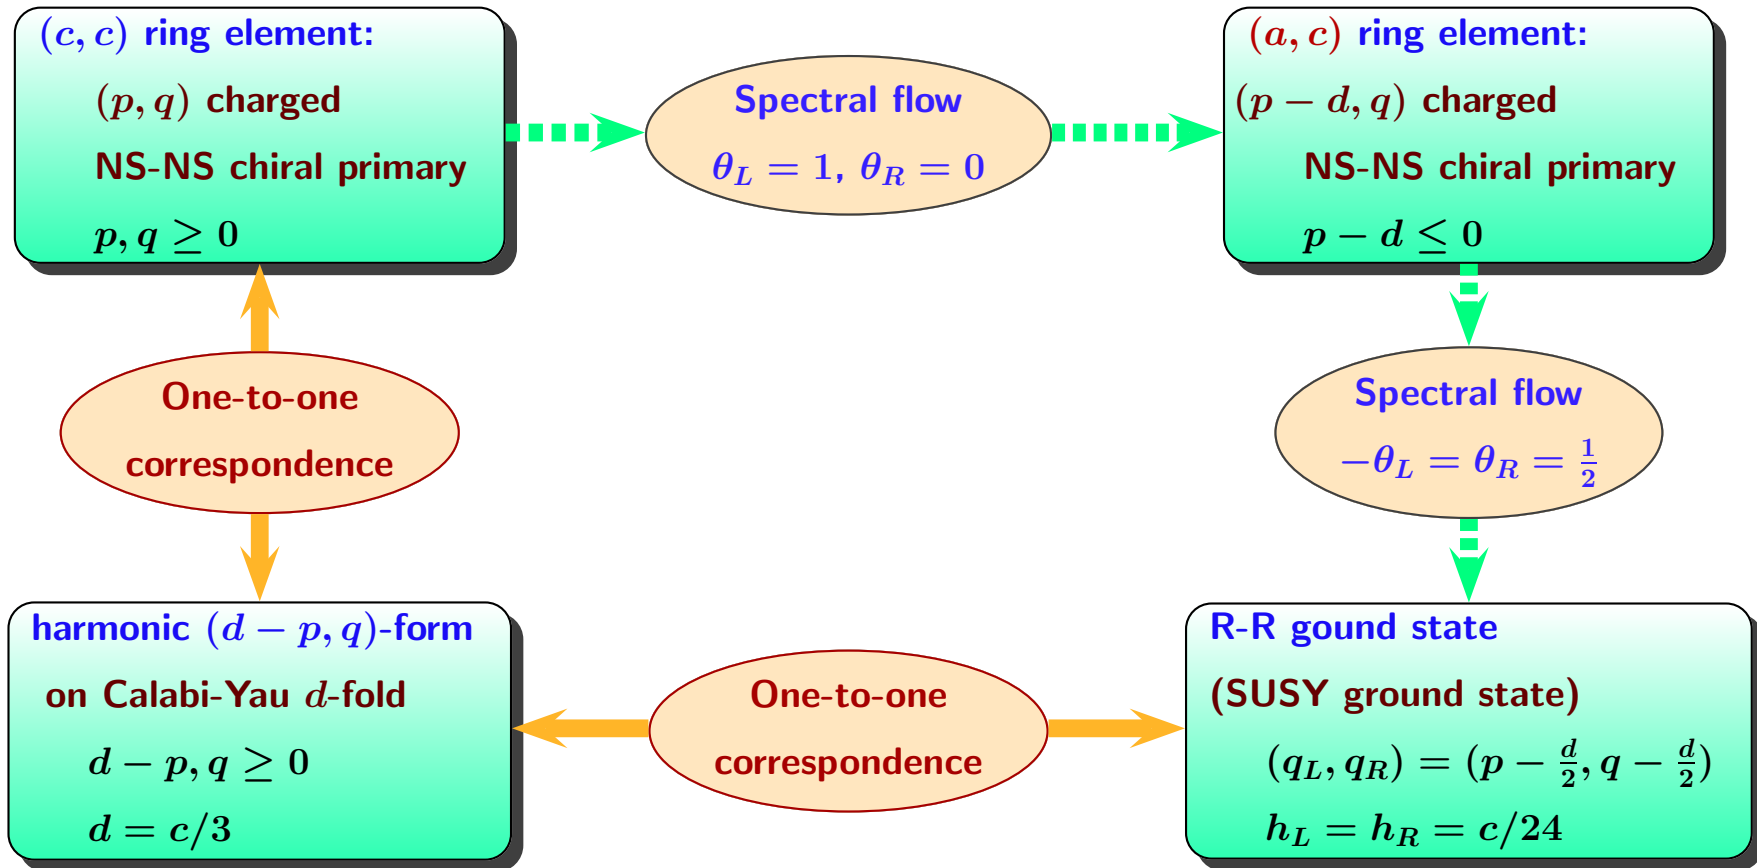 (c, c) ring element:
(p, q) charged
NS-NS chiral primary
p, q ≥ 0
Spectral flow
θ_L = 1, θ_R = 0
(a, c) ring element:
(p − d, q) charged
NS-NS chiral primary
p − d ≤ 0
One-to-one
correspondence
Spectral flow
−θ_L = θ_R = 1/2
harmonic (d − p, q)-form
on Calabi-Yau d-fold
d − p, q ≥ 0
d = c/3
One-to-one
correspondence
R-R gound state
(SUSY ground state)
(q_L, q_R) = (p − d/2, q − d/2)
h_L = h_R = c/24